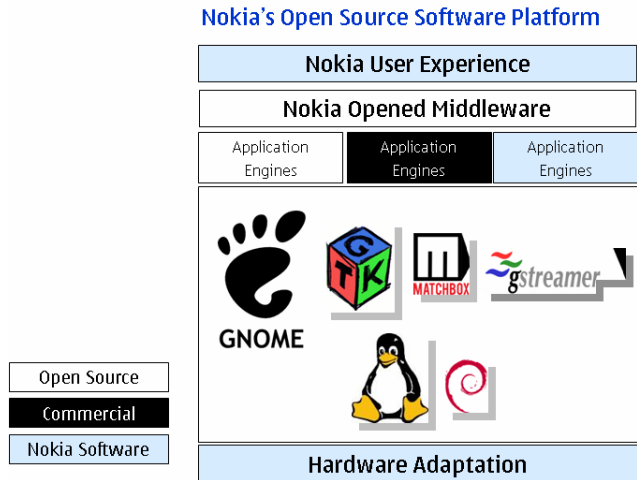 Nokia's Open Source Software Platform
Nokia User Experience
Nokia Opened Middleware
Application Application Application
Engines Engines Engines
G
T K
MATCHBOX
gstreamer
GNOME
Open Source
Commercial
Nokia Software
Hardware Adaptation